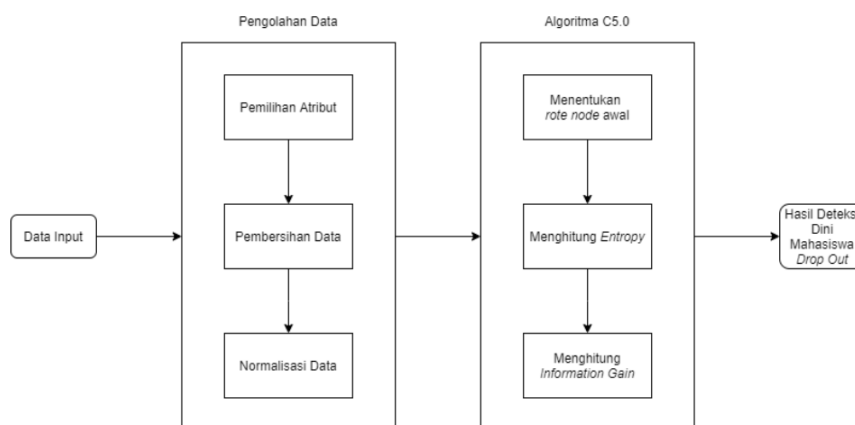 Pengolahan Data
Algoritma C5.0
Pemilihan Atribut
Menentukan
rote node awal
Data Input
Pembersihan Data
Menghitung Entropy
Hasil Deteks
Dini
Mahasiswa
Drop Out
Normalisasi Data
Menghitung
Information Gain